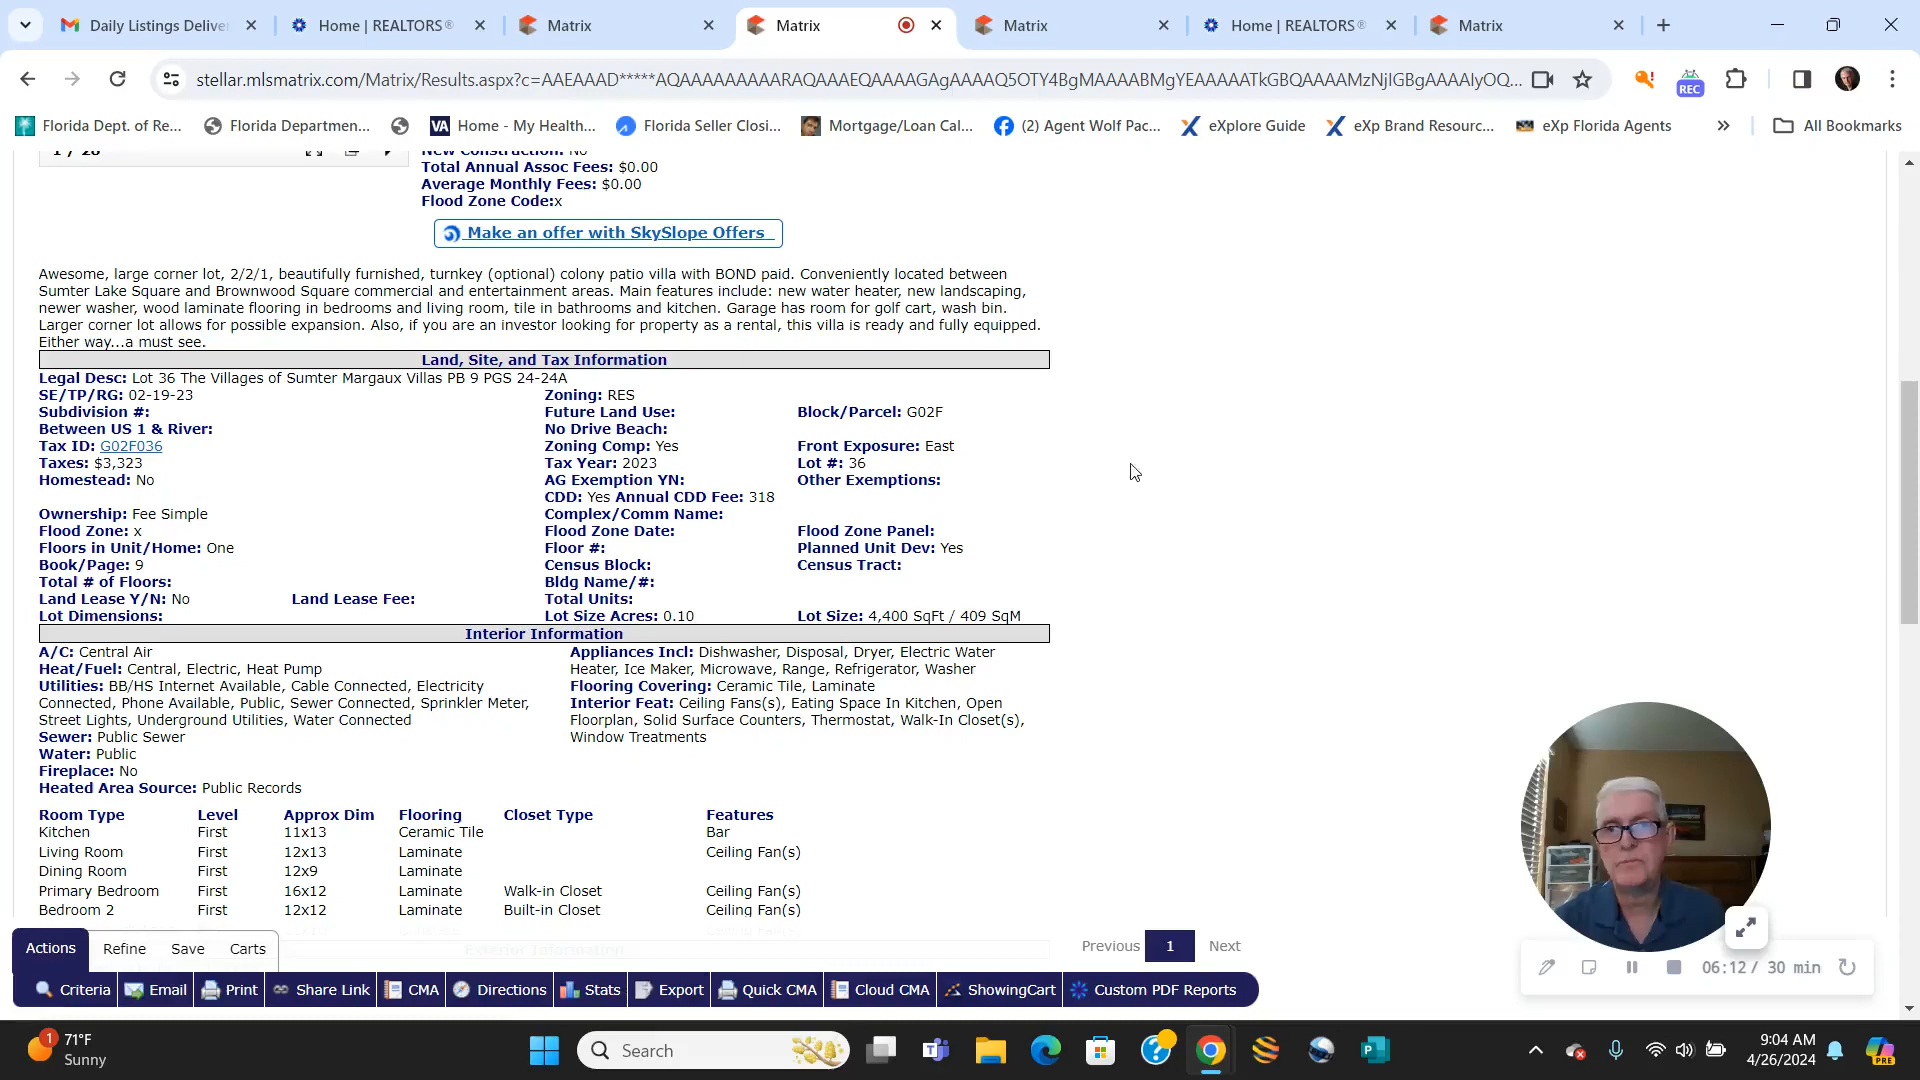 Daily Listings Delive
Home | REALTORS®
Matrix
Matrix
Matrix
Home | REALTORS®
Matrix
stellar.mlsmatrix.com/Matrix/Results.aspx?c=AAEAAAD*****AQAAAAAAAAARAQAAAEQAAAAGAgAAAAQ5OTY4BgMAAAABMgYEAAAAATkGBQAAAAMzNjIGBgAAAAIyOQ...
REC
Florida Dept. of Re...
Florida Departmen...
VA Home - My Health...
Florida Seller Closi...
Mortgage/Loan Cal...
(2) Agent Wolf Pac...
eXplore Guide
eXp Brand Resourc...
eXp Florida Agents
»
All Bookmarks
1 / 28
New Construction: No
Total Annual Assoc Fees: $0.00
Average Monthly Fees: $0.00
Flood Zone Code:x
Make an offer with SkySlope Offers
Awesome, large corner lot, 2/2/1, beautifully furnished, turnkey (optional) colony patio villa with BOND paid. Conveniently located between
Sumter Lake Square and Brownwood Square commercial and entertainment areas. Main features include: new water heater, new landscaping,
newer washer, wood laminate flooring in bedrooms and living room, tile in bathrooms and kitchen. Garage has room for golf cart, wash bin.
Larger corner lot allows for possible expansion. Also, if you are an investor looking for property as a rental, this villa is ready and fully equipped.
Either way...a must see.
Land, Site, and Tax Information
Legal Desc: Lot 36 The Villages of Sumter Margaux Villas PB 9 PGS 24-24A
SE/TP/RG: 02-19-23 Zoning: RES
Subdivision #: Future Land Use: Block/Parcel: G02F
Between US 1 & River: No Drive Beach:
Tax ID: G02F036 Zoning Comp: Yes Front Exposure: East
Taxes: $3,323 Tax Year: 2023 Lot #: 36
Homestead: No AG Exemption YN: Other Exemptions:
CDD: Yes Annual CDD Fee: 318
Ownership: Fee Simple Complex/Comm Name:
Flood Zone: x Flood Zone Date: Flood Zone Panel:
Floors in Unit/Home: One Floor #: Planned Unit Dev: Yes
Book/Page: 9 Census Block: Census Tract:
Total # of Floors: Bldg Name/#:
Land Lease Y/N: No Land Lease Fee: Total Units:
Lot Dimensions: Lot Size Acres: 0.10 Lot Size: 4,400 SqFt / 409 SqM
Interior Information
A/C: Central Air
Heat/Fuel: Central, Electric, Heat Pump
Utilities: BB/HS Internet Available, Cable Connected, Electricity
Connected, Phone Available, Public, Sewer Connected, Sprinkler Meter,
Street Lights, Underground Utilities, Water Connected
Sewer: Public Sewer
Water: Public
Fireplace: No
Heated Area Source: Public Records
Appliances Incl: Dishwasher, Disposal, Dryer, Electric Water
Heater, Ice Maker, Microwave, Range, Refrigerator, Washer
Flooring Covering: Ceramic Tile, Laminate
Interior Feat: Ceiling Fans(s), Eating Space In Kitchen, Open
Floorplan, Solid Surface Counters, Thermostat, Walk-In Closet(s),
Window Treatments
Room Type Level Approx Dim Flooring Closet Type Features
Kitchen First 11x13 Ceramic Tile Bar
Living Room First 12x13 Laminate Ceiling Fan(s)
Dining Room First 12x9 Laminate
Primary Bedroom First 16x12 Laminate Walk-in Closet Ceiling Fan(s)
Bedroom 2 First 12x12 Laminate Built-in Closet Ceiling Fan(s)
Exterior Information
Actions Refine Save Carts
Previous 1 Next
Criteria Email Print Share Link CMA Directions Stats Export Quick CMA Cloud CMA ShowingCart Custom PDF Reports
06:12 / 30 min
1
71°F
Sunny
Search
9:04 AM
4/26/2024
PRE